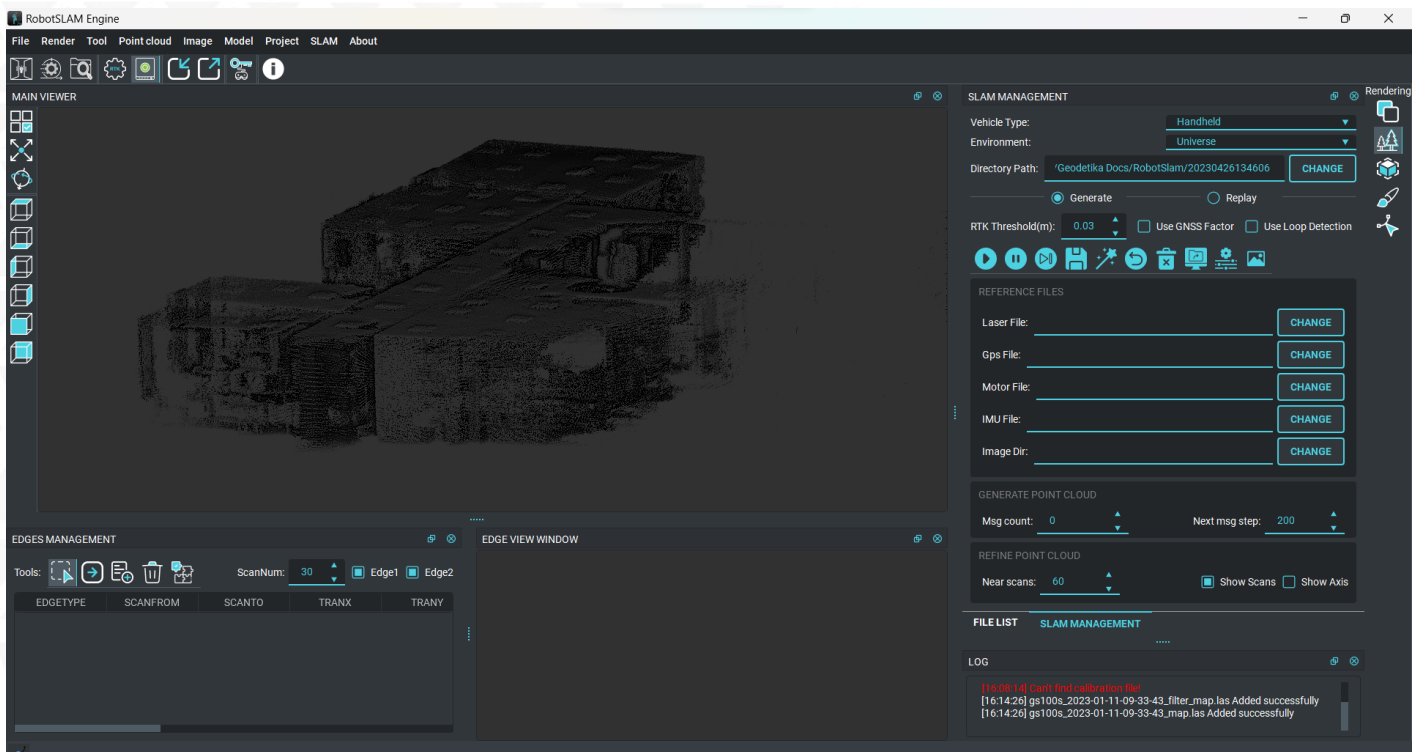 RobotSLAM Engine
File Render Tool Point cloud Image Model Project SLAM About
RTK
MAIN VIEWER
SLAM MANAGEMENT
Rendering
Vehicle Type: Handheld
Environment: Universe
Directory Path: 'Geodetika Docs/RobotSlam/20230426134606 CHANGE
Generate Replay
RTK Threshold(m): 0.03 Use GNSS Factor Use Loop Detection
REFERENCE FILES
Laser File: CHANGE
Gps File: CHANGE
Motor File: CHANGE
IMU File: CHANGE
Image Dir: CHANGE
GENERATE POINT CLOUD
Msg count: 0 Next msg step: 200
REFINE POINT CLOUD
Near scans: 60 Show Scans Show Axis
FILE LIST SLAM MANAGEMENT
EDGES MANAGEMENT
Tools: ScanNum: 30 Edge1 Edge2
EDGETYPE SCANFROM SCANTO TRANX TRANY
EDGE VIEW WINDOW
LOG
[16:08:14] Can't find calibration file!
[16:14:26] gs100s_2023-01-11-09-33-43_filter_map.las Added successfully
[16:14:26] gs100s_2023-01-11-09-33-43_map.las Added successfully